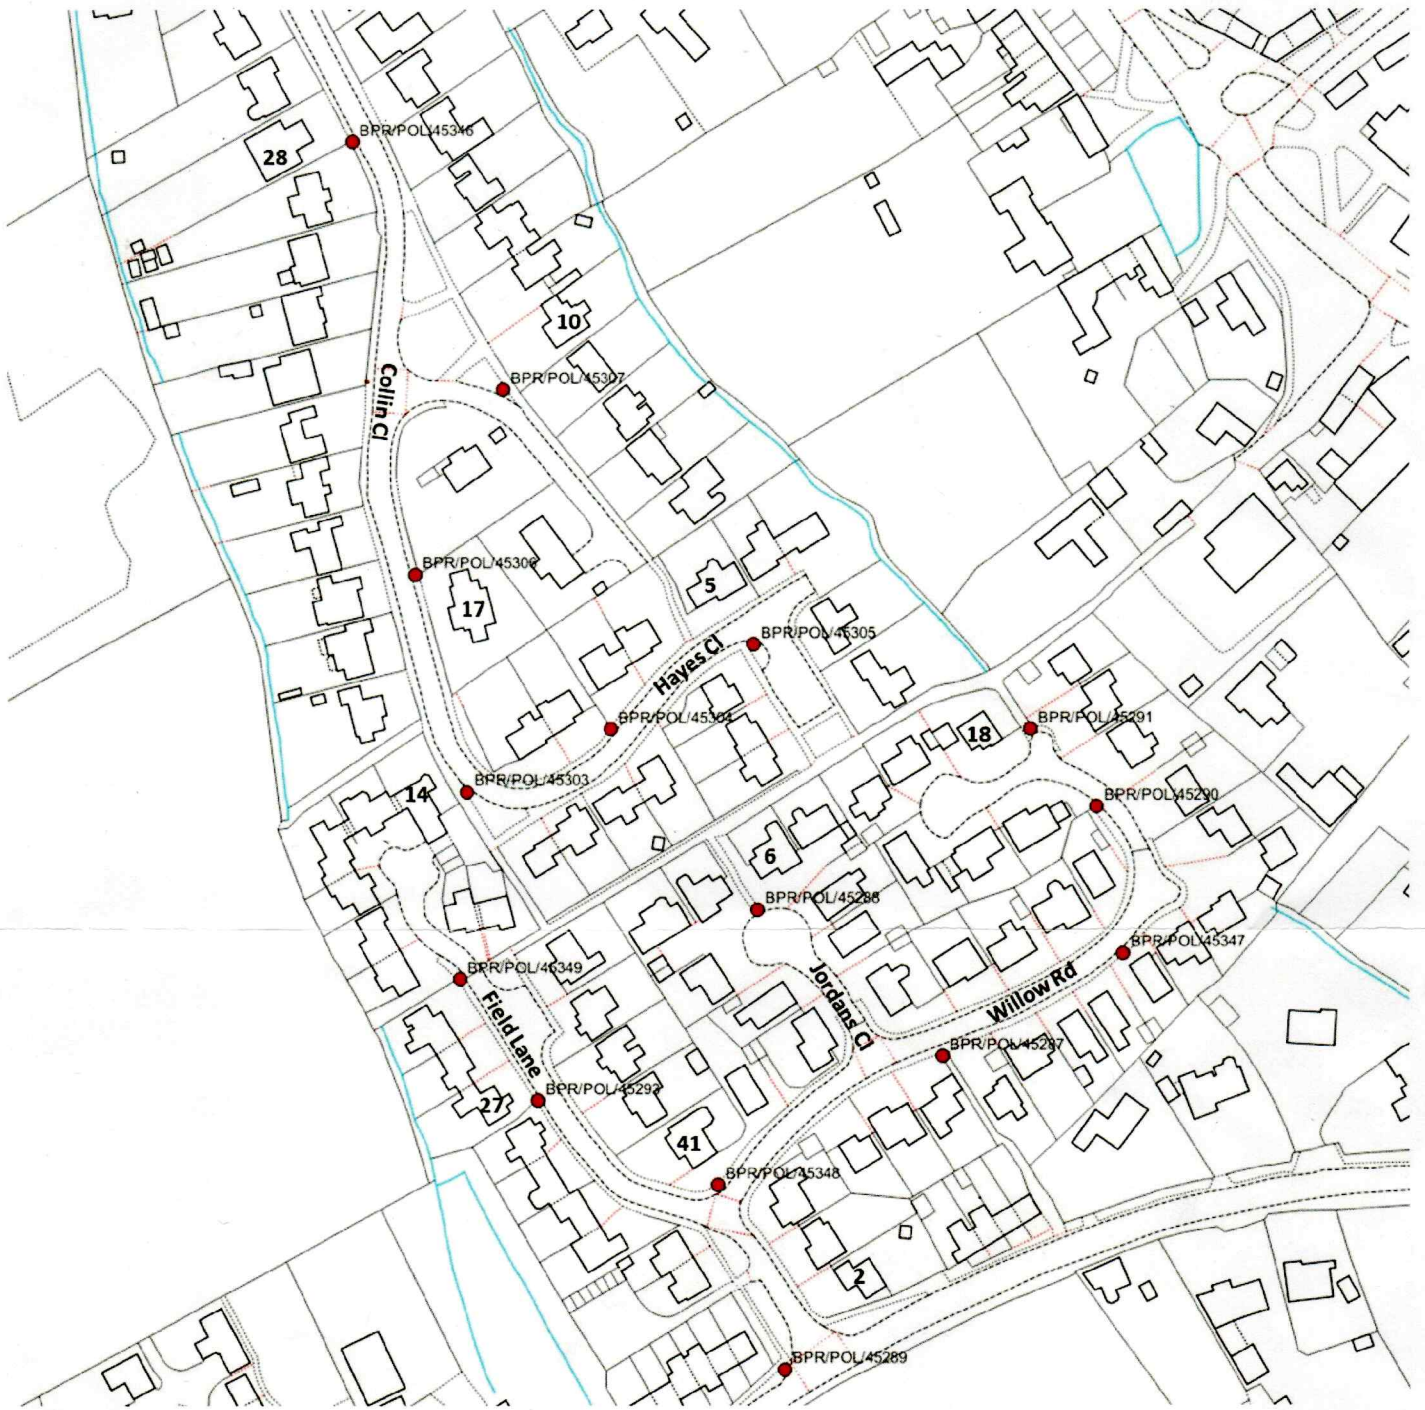 BPR/POL/45346
28
10
BPR/POL/45307
Collin Cl
BPR/POL/45306
17
5
BPR/POL/45305
Hayes Cl
BPR/POL/45304
BPR/POL/45291
18
BPR/POL/45303
14
BPR/POL/45290
6
BPR/POL/45288
BPR/POL/45347
BPR/POL/45349
Jordans Cl
Willow Rd
Field Lane
BPR/POL/45287
BPR/POL/45293
27
41
BPR/POL/45348
2
BPR/POL/45289